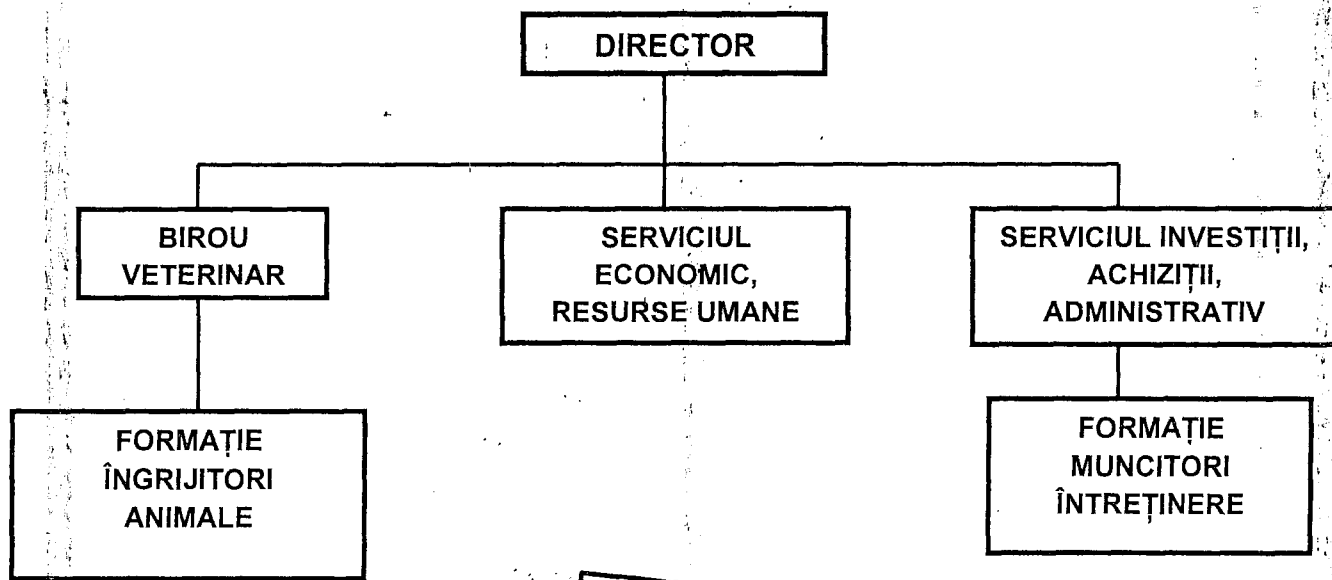 DIRECTOR
BIROU
VETERINAR
SERVICIUL
ECONOMIC,
RESURSE UMANE
SERVICIUL INVESTIȚII,
ACHIZIȚII,
ADMINISTRATIV
FORMAȚIE
ÎNGRIJITORI
ANIMALE
FORMAȚIE
MUNCITORI
ÎNTREȚINERE